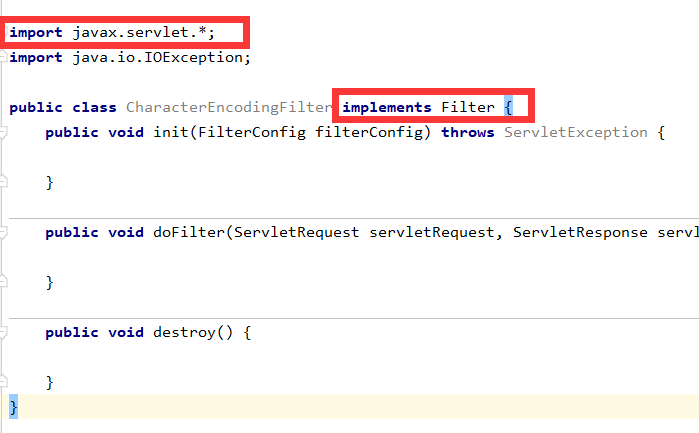 import javax.servlet.*;
import java.io.IOException;
public class CharacterEncodingFilter implements Filter {
public void init(FilterConfig filterConfig) throws ServletException {
}
public void doFilter(ServletRequest servletRequest, ServletResponse servl
}
public void destroy() {
}
}